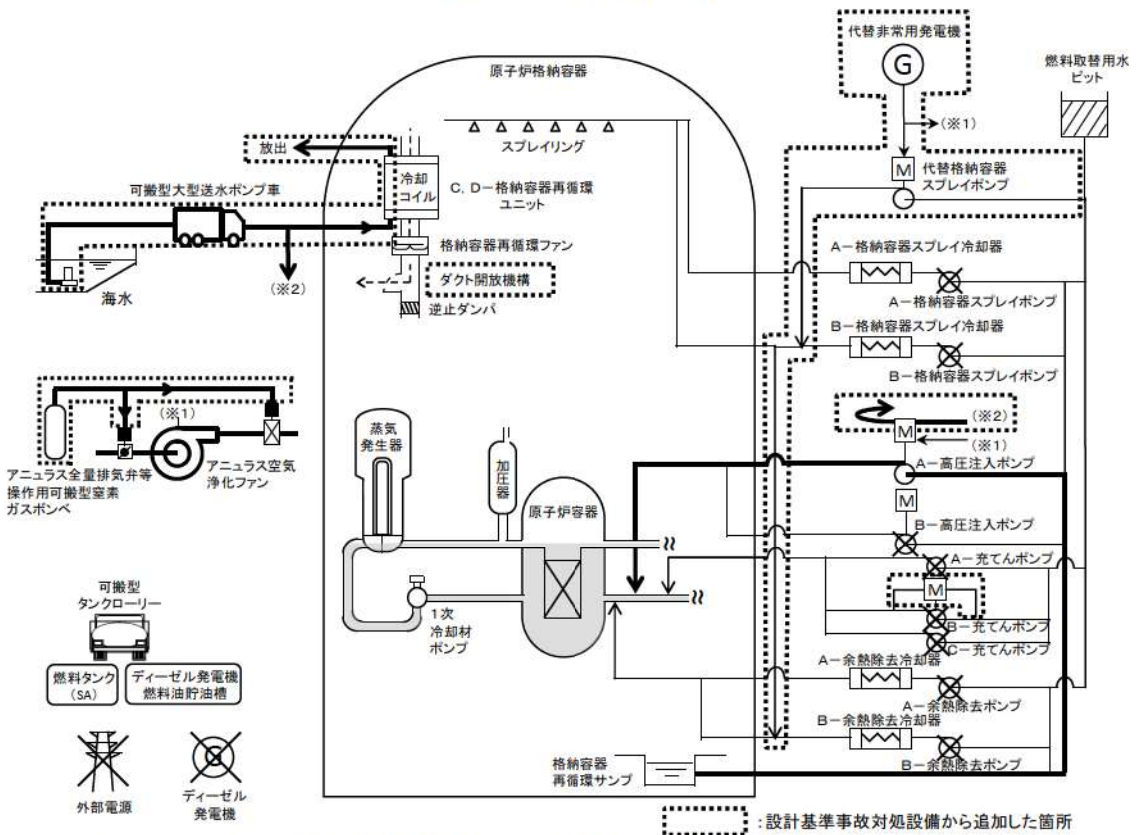 代替非常用発電機
G
燃料取替用水
ピット
(※1)
原子炉格納容器
スプレイリング
M
代替格納容器
スプレイポンプ
放出
冷却
コイル
C,D-格納容器再循環
ユニット
可搬型大型送水ポンプ車
格納容器再循環ファン
(※2)
ダクト開放機構
海水
逆止ダンパ
A-格納容器スプレイ冷却器
A-格納容器スプレイポンプ
B-格納容器スプレイ冷却器
B-格納容器スプレイポンプ
(※1)
アニュラス空気
浄化ファン
アニュラス全量排気弁等
操作用可搬型窒素
ガスボンベ
蒸気
発生器
加圧器
原子炉容器
1次
冷却材
ポンプ
(※2)
M
(※1)
A-高圧注入ポンプ
M
B-高圧注入ポンプ
A-充てんポンプ
M
B-充てんポンプ
C-充てんポンプ
A-余熱除去冷却器
A-余熱除去ポンプ
B-余熱除去冷却器
B-余熱除去ポンプ
可搬型
タンクローリー
燃料タンク
(SA)
ディーゼル発電機
燃料油貯油槽
外部電源
ディーゼル
発電機
格納容器
再循環サンプ
:設計基準事故対処設備から追加した箇所